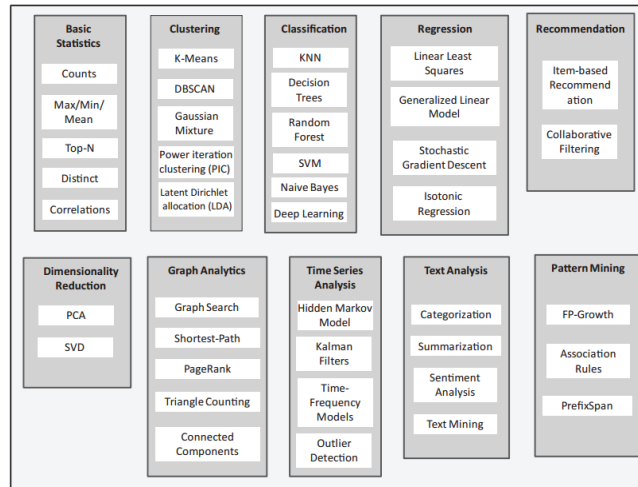 Basic
Statistics
Counts
Max/Min/
Mean
Top-N
Distinct
Correlations
Clustering
K-Means
DBSCAN
Gaussian
Mixture
Power iteration
clustering (PIC)
Latent Dirichlet
allocation (LDA)
Classification
KNN
Decision
Trees
Random
Forest
SVM
Naive Bayes
Deep Learning
Regression
Linear Least
Squares
Generalized Linear
Model
Stochastic
Gradient Descent
Isotonic
Regression
Recommendation
Item-based
Recommend
ation
Collaborative
Filtering
Dimensionality
Reduction
PCA
SVD
Graph Analytics
Graph Search
Shortest-Path
PageRank
Triangle Counting
Connected
Components
Time Series
Analysis
Hidden Markov
Model
Kalman
Filters
Time-
Frequency
Models
Outlier
Detection
Text Analysis
Categorization
Summarization
Sentiment
Analysis
Text Mining
Pattern Mining
FP-Growth
Association
Rules
PrefixSpan